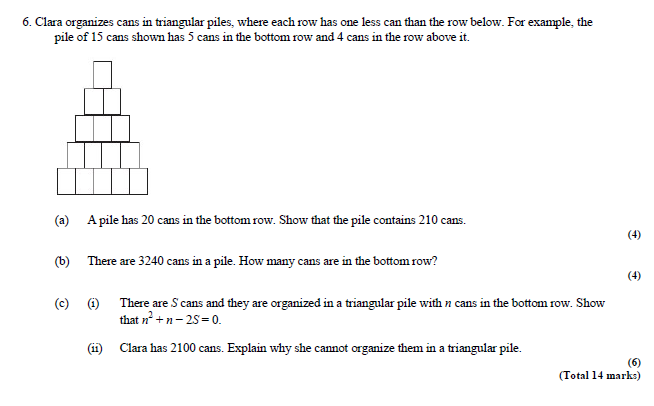 6. Clara organizes cans in triangular piles, where each row has one less can than the row below. For example, the
pile of 15 cans shown has 5 cans in the bottom row and 4 cans in the row above it.
(a) A pile has 20 cans in the bottom row. Show that the pile contains 210 cans.
(4)
(b) There are 3240 cans in a pile. How many cans are in the bottom row?
(4)
(c) (i) There are S cans and they are organized in a triangular pile with n cans in the bottom row. Show
that n² + n – 2S = 0.
(ii) Clara has 2100 cans. Explain why she cannot organize them in a triangular pile.
(6)
(Total 14 marks)